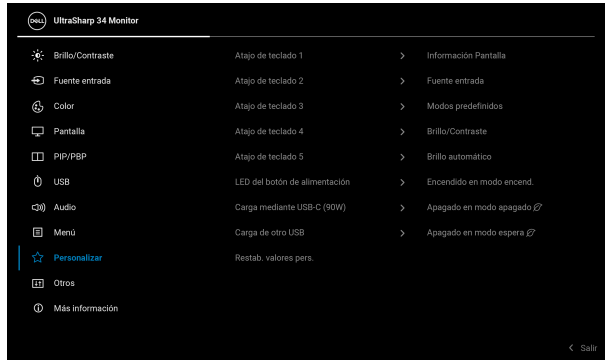 DELL UltraSharp 34 Monitor
Brillo/Contraste Atajo de teclado 1 > Información Pantalla
Fuente entrada Atajo de teclado 2 > Fuente entrada
Color Atajo de teclado 3 > Modos predefinidos
Pantalla Atajo de teclado 4 > Brillo/Contraste
PIP/PBP Atajo de teclado 5 > Brillo automático
USB LED del botón de alimentación > Encendido en modo encend.
Audio Carga mediante USB-C (90W) > Apagado en modo apagado
Menú Carga de otro USB > Apagado en modo espera
Personalizar Restab. valores pers.
Otros
Más información
< Salir